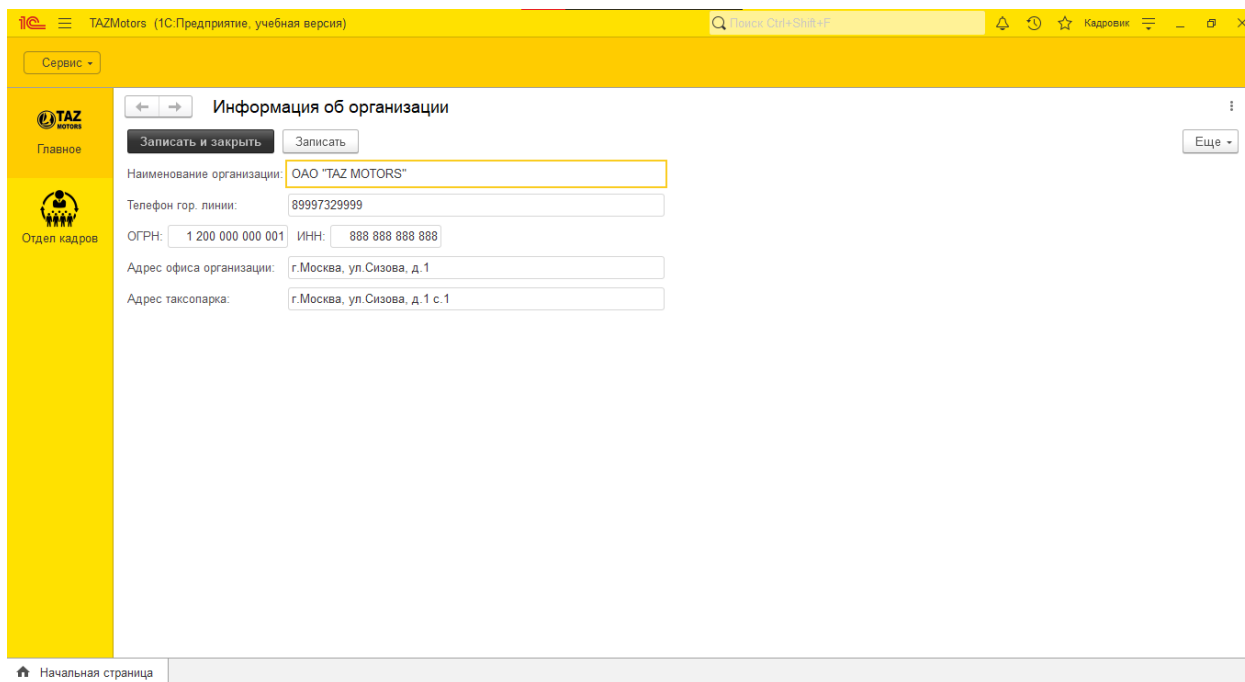 TAZMotors (1С:Предприятие, учебная версия)
Поиск Ctrl+Shift+F
Кадровик
Сервис
TAZ
MOTORS
Главное
Отдел кадров
Информация об организации
Записать и закрыть
Записать
Еще
Наименование организации: ОАО "TAZ MOTORS"
Телефон гор. линии: 89997329999
ОГРН: 1 200 000 000 001 ИНН: 888 888 888 888
Адрес офиса организации: г.Москва, ул.Сизова, д.1
Адрес таксопарка: г.Москва, ул.Сизова, д.1 с.1
Начальная страница